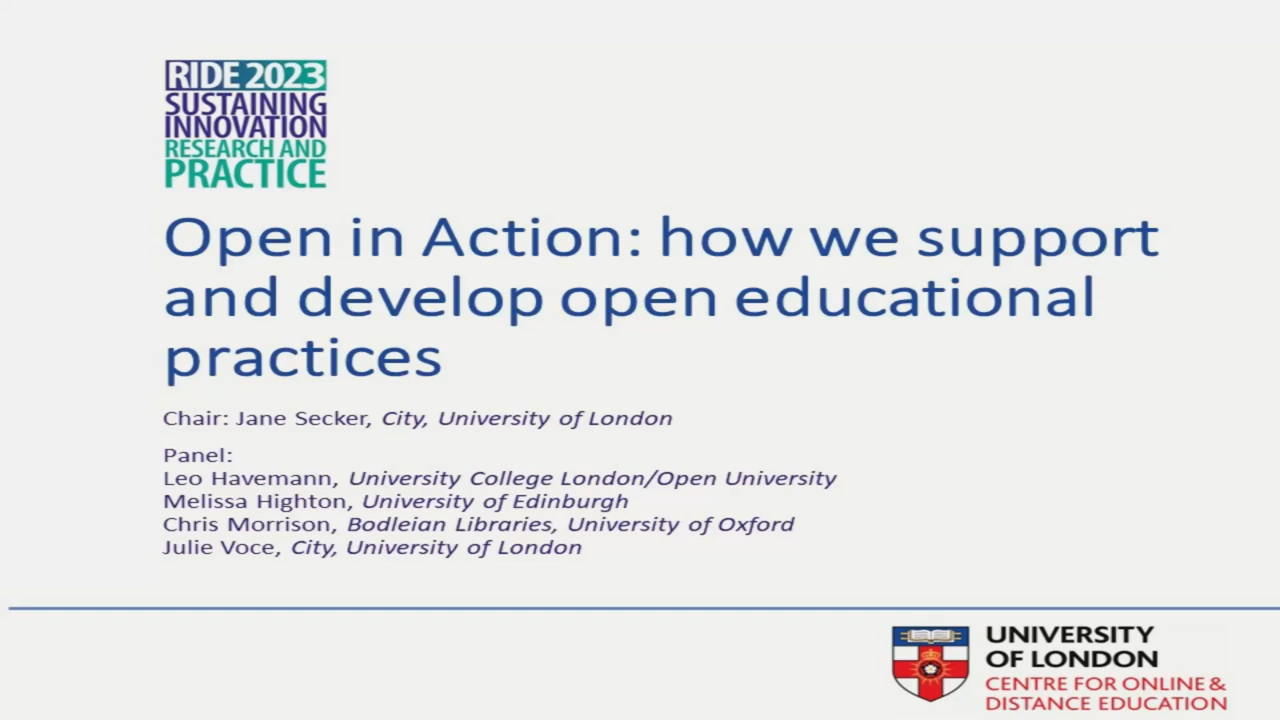 RIDE 2023
SUSTAINING
INNOVATION
RESEARCH AND
PRACTICE
Open in Action: how we support
and develop open educational
practices
Chair: Jane Secker, City, University of London
Panel:
Leo Havemann, University College London/Open University
Melissa Highton, University of Edinburgh
Chris Morrison, Bodleian Libraries, University of Oxford
Julie Voce, City, University of London
UNIVERSITY
OF LONDON
CENTRE FOR ONLINE &
DISTANCE EDUCATION